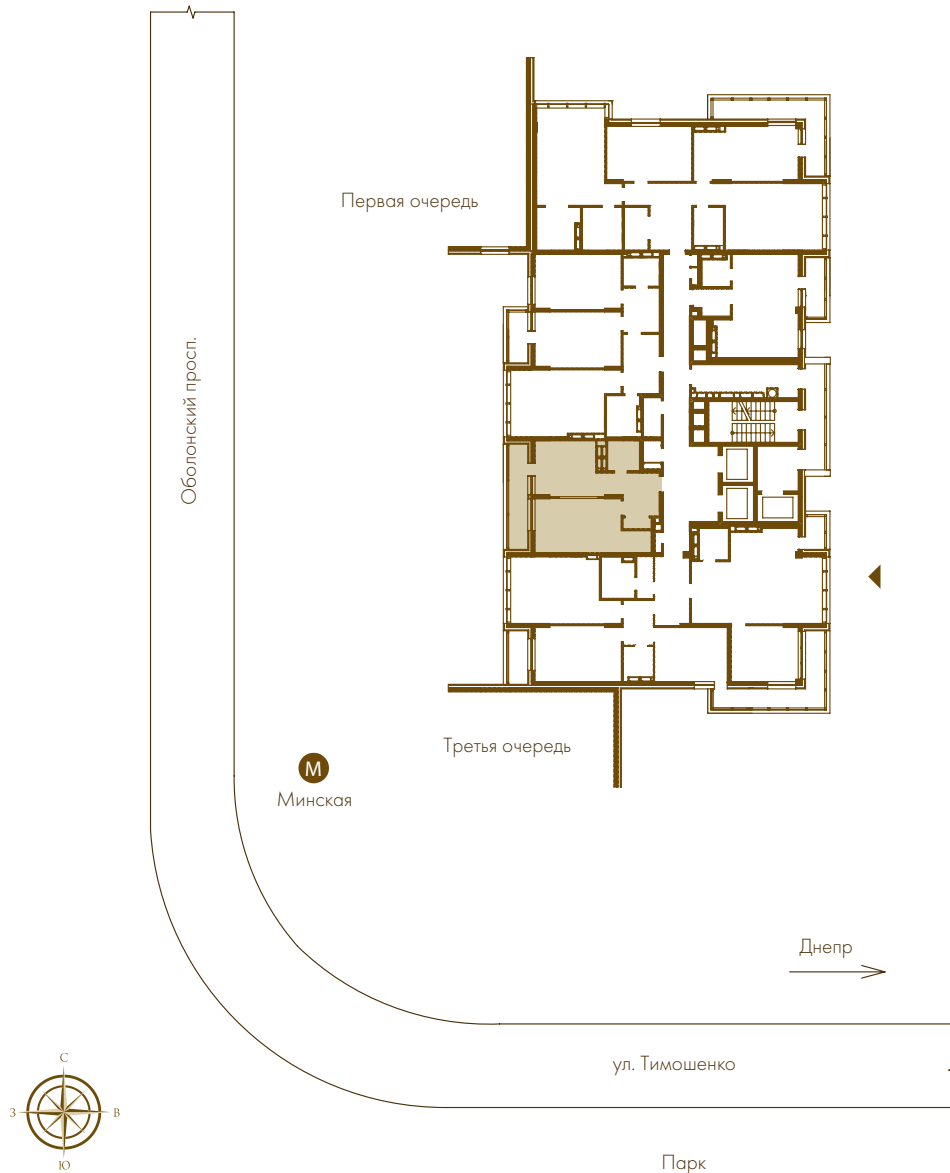 Первая очередь
Оболонский просп.
Третья очередь
М
Минская
Днепр
ул. Тимошенко
С
З
В
Ю
Парк